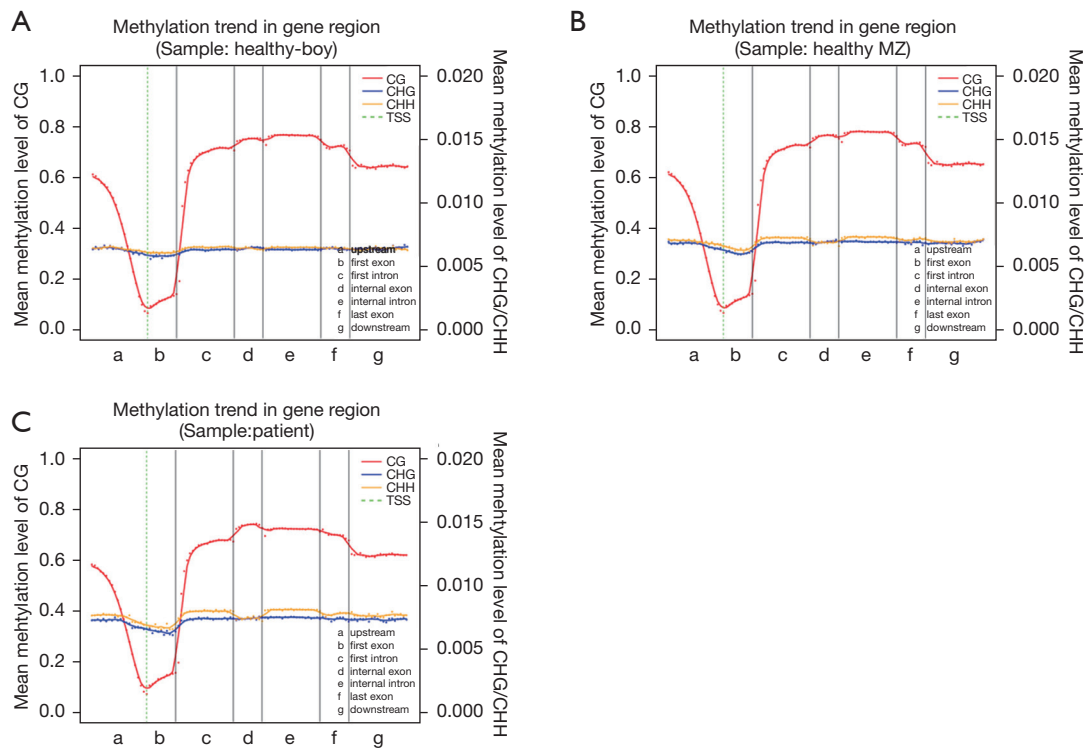 A
Methylation trend in gene region
(Sample: healthy-boy)
Mean mehtylation level of CG
1.0
0.8
0.6
0.4
0.2
0.0
CG
CHG
CHH
TSS
a upstream
b first exon
c first intron
d internal exon
e internal intron
f last exon
g downstream
0.020
0.015
0.010
0.005
0.000
Mean mehtylation level of CHG/CHH
a b c d e f g
B
Methylation trend in gene region
(Sample: healthy MZ)
Mean mehtylation level of CG
1.0
0.8
0.6
0.4
0.2
0.0
CG
CHG
CHH
TSS
a upstream
b first exon
c first intron
d internal exon
e internal intron
f last exon
g downstream
0.020
0.015
0.010
0.005
0.000
Mean mehtylation level of CHG/CHH
a b c d e f g
C
Methylation trend in gene region
(Sample:patient)
Mean mehtylation level of CG
1.0
0.8
0.6
0.4
0.2
0.0
CG
CHG
CHH
TSS
a upstream
b first exon
c first intron
d internal exon
e internal intron
f last exon
g downstream
0.020
0.015
0.010
0.005
0.000
Mean mehtylation level of CHG/CHH
a b c d e f g